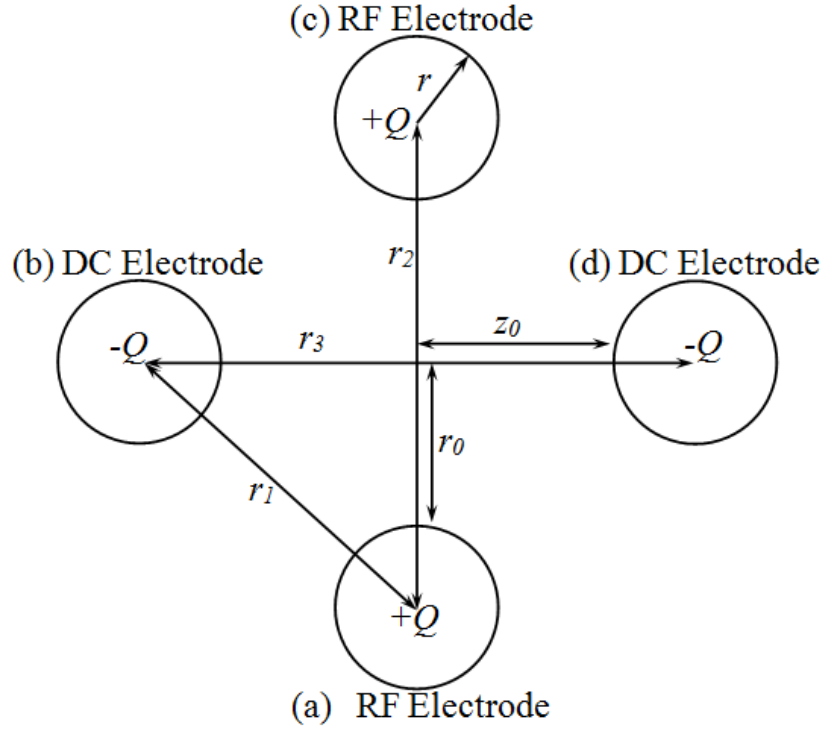 (c) RF Electrode
r
+Q
r2
(b) DC Electrode
(d) DC Electrode
z0
-Q
r3
-Q
r0
r1
+Q
(a) RF Electrode